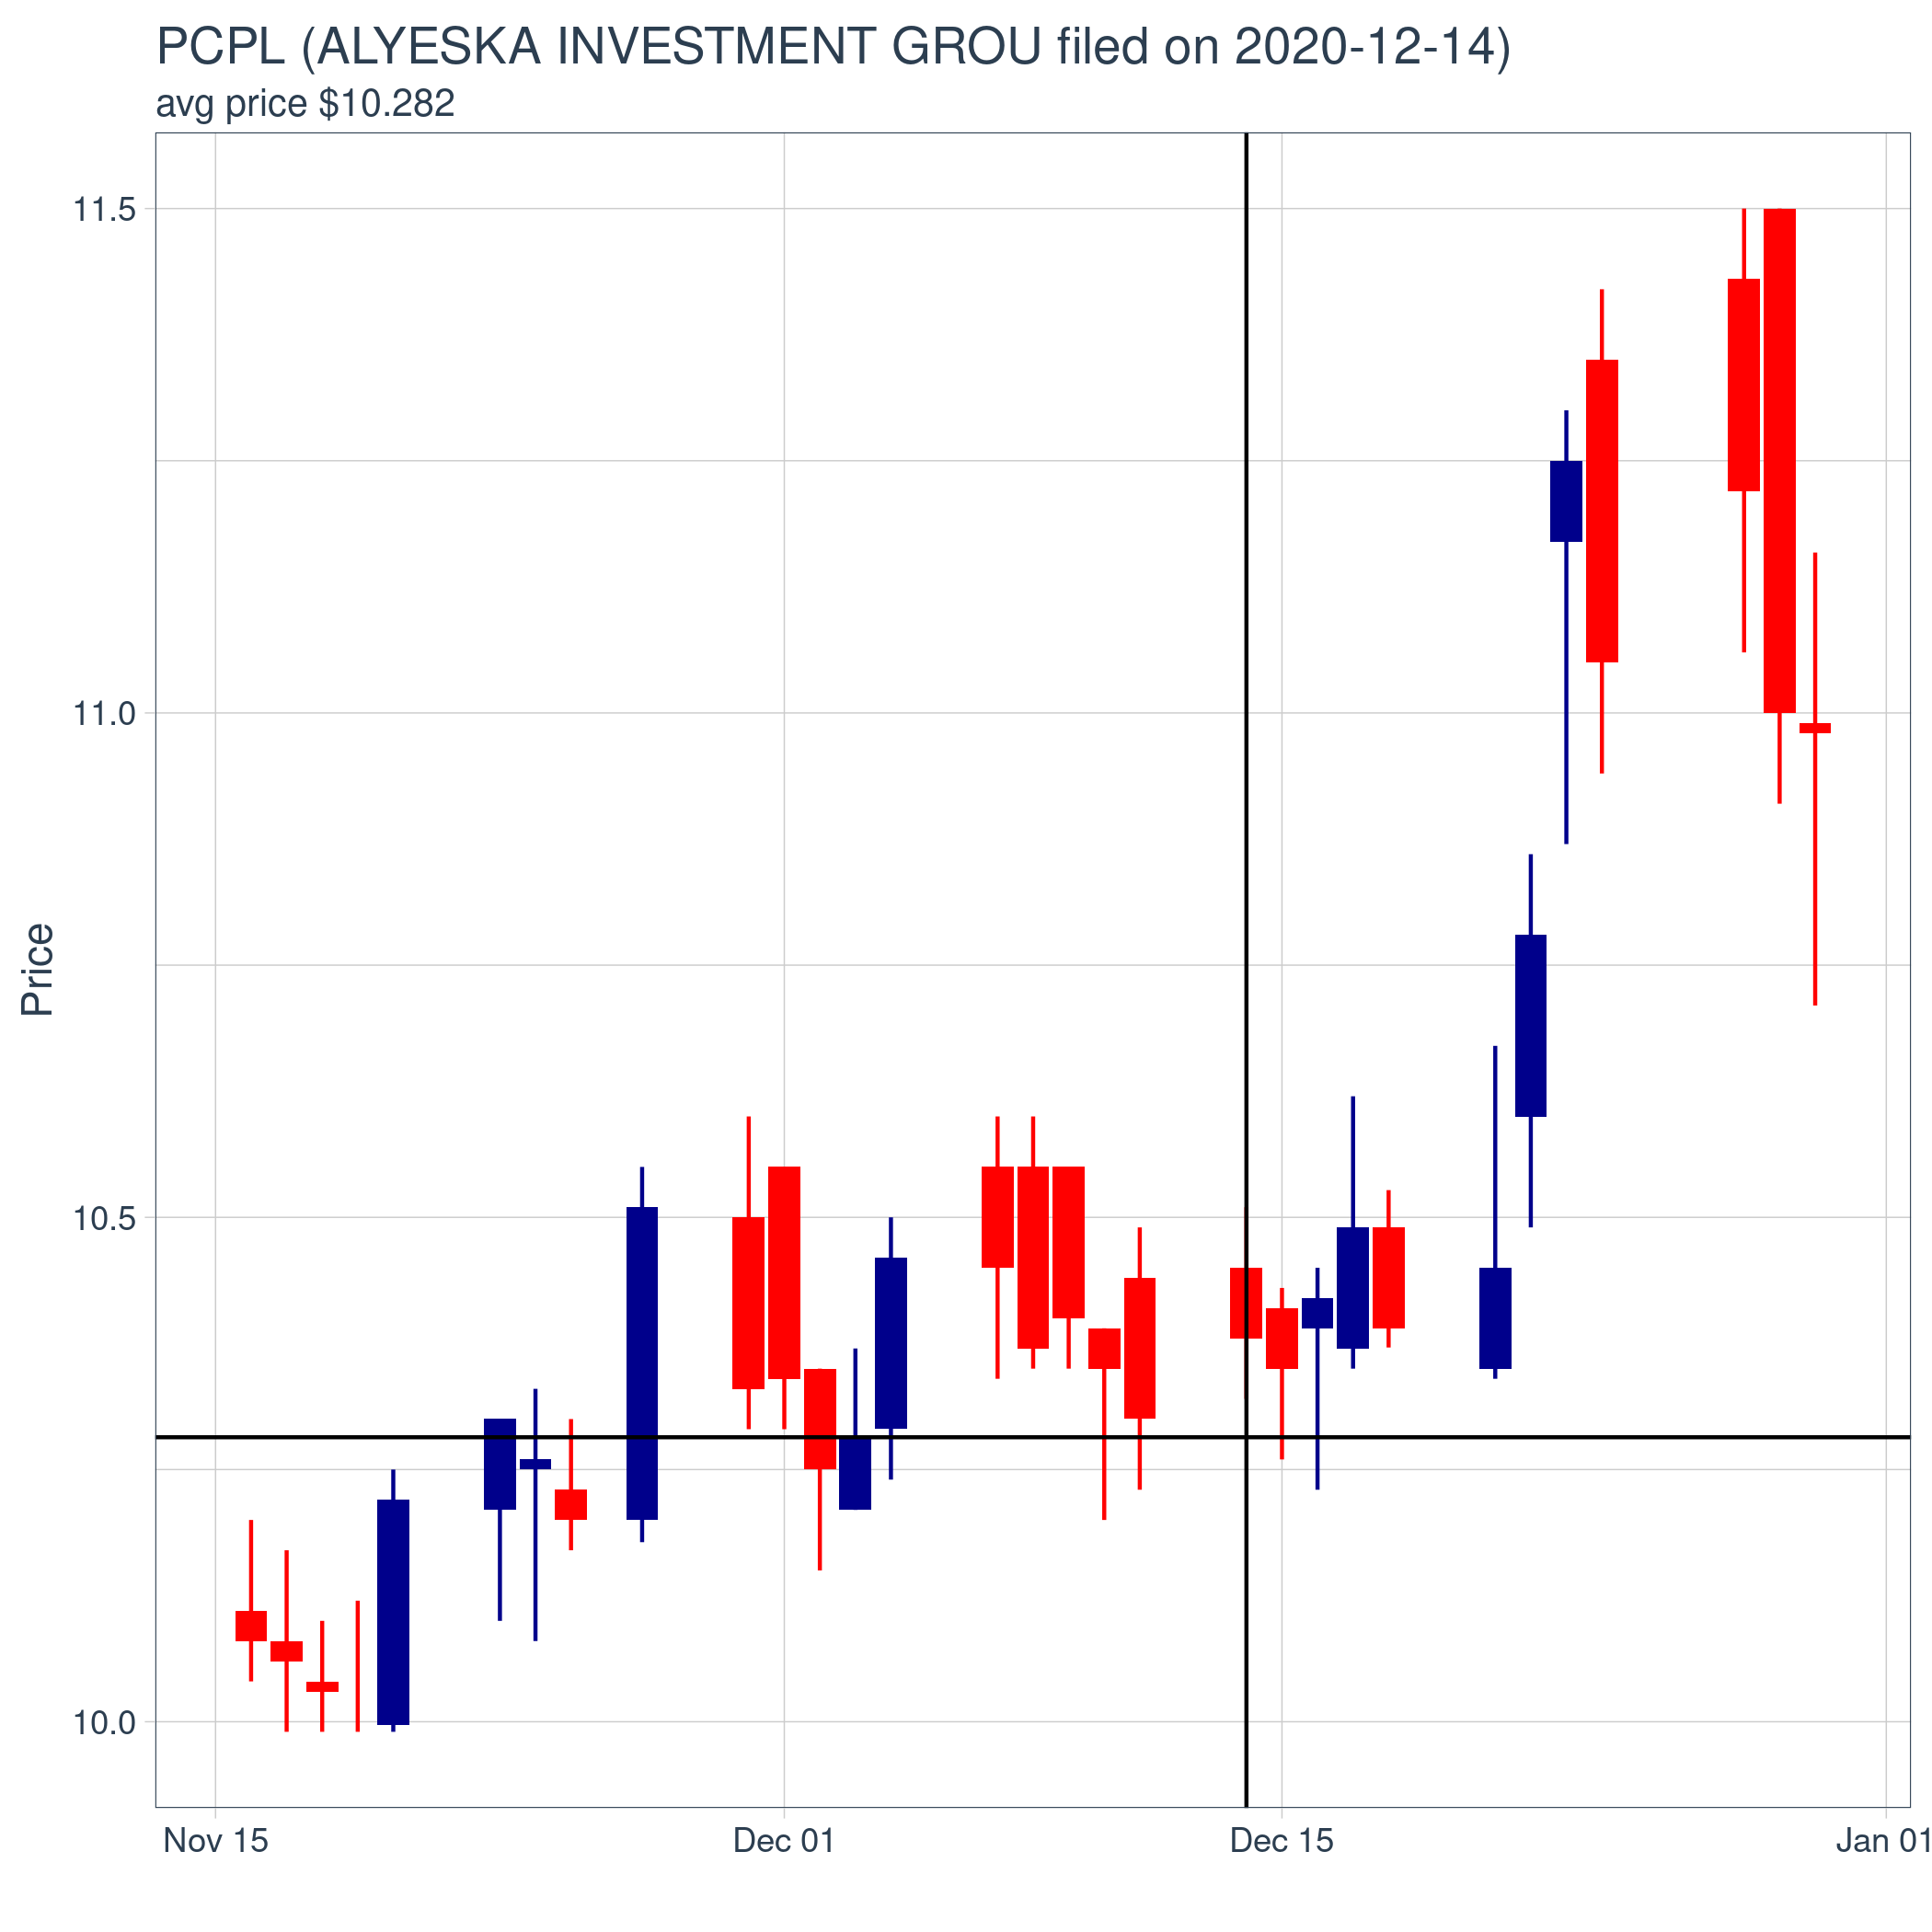 PCPL (ALYESKA INVESTMENT GROU filed on 2020-12-14)
avg price $10.282
11.5
11.0
10.5
10.0
Price
Nov 15
Dec 01
Dec 15
Jan 01